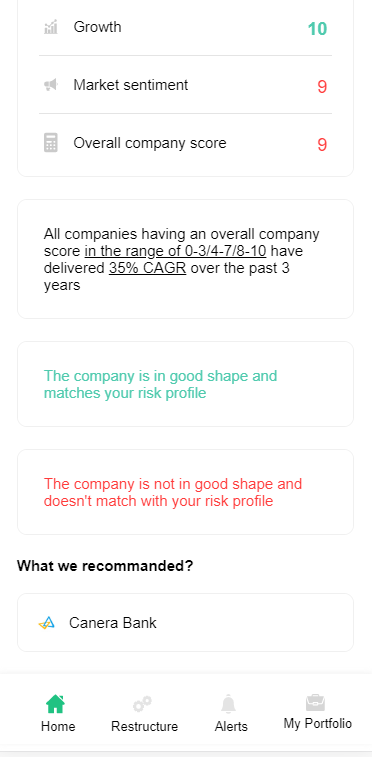 Growth 10
Market sentiment 9
Overall company score 9
All companies having an overall company
score in the range of 0-3/4-7/8-10 have
delivered 35% CAGR over the past 3
years
The company is in good shape and
matches your risk profile
The company is not in good shape and
doesn't match with your risk profile
What we recommanded?
Canera Bank
Home Restructure Alerts My Portfolio